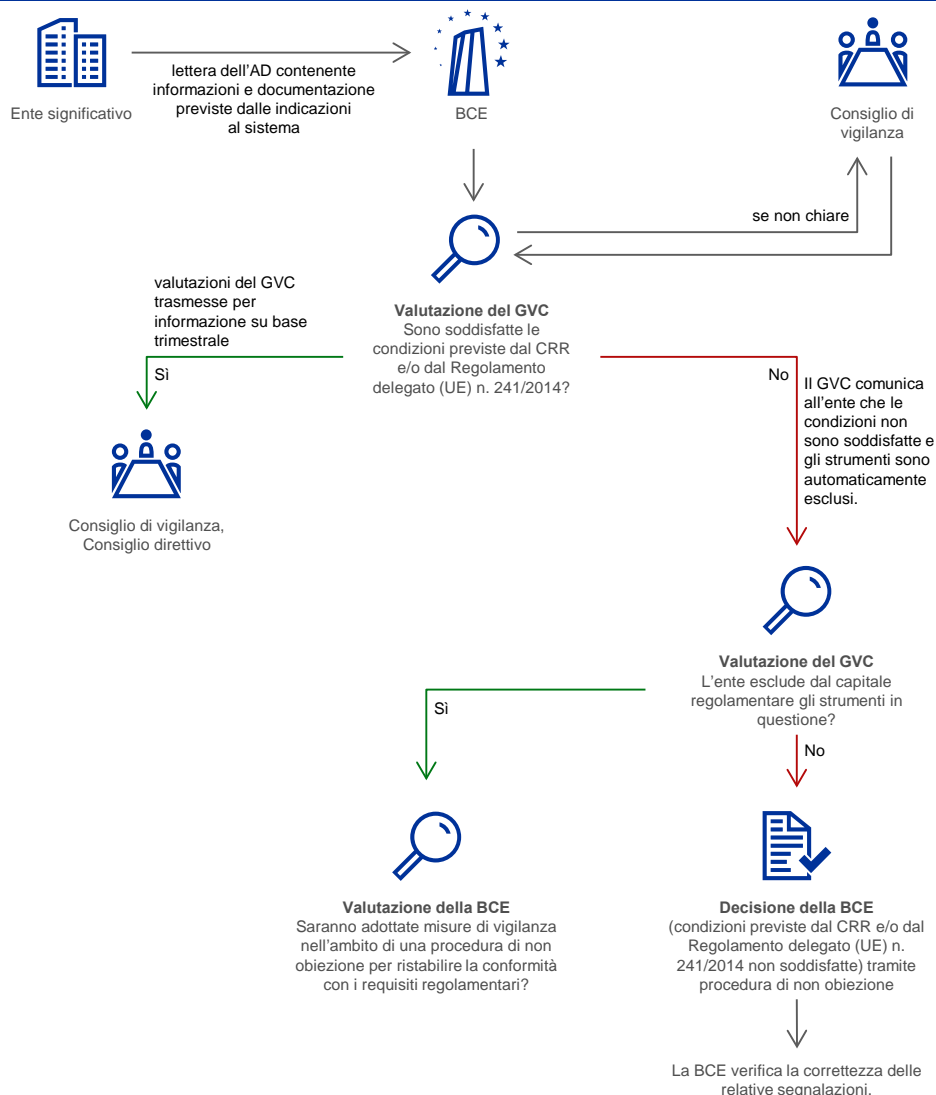 Ente significativo
lettera dell'AD contenente
informazioni e documentazione
previste dalle indicazioni
al sistema
BCE
Consiglio di
vigilanza
se non chiare
valutazioni del GVC
trasmesse per
informazione su base
trimestrale
Sì
Valutazione del GVC
Sono soddisfatte le
condizioni previste dal CRR
e/o dal Regolamento
delegato (UE) n. 241/2014?
No
Il GVC comunica
all'ente che le
condizioni non
sono soddisfatte e
gli strumenti sono
automaticamente
esclusi.
Consiglio di vigilanza,
Consiglio direttivo
Valutazione del GVC
L'ente esclude dal capitale
regolamentare gli strumenti in
questione?
Sì
No
Valutazione della BCE
Saranno adottate misure di vigilanza
nell'ambito di una procedura di non
obiezione per ristabilire la conformità
con i requisiti regolamentari?
Decisione della BCE
(condizioni previste dal CRR e/o dal
Regolamento delegato (UE) n.
241/2014 non soddisfatte) tramite
procedura di non obiezione
La BCE verifica la correttezza delle
relative segnalazioni.